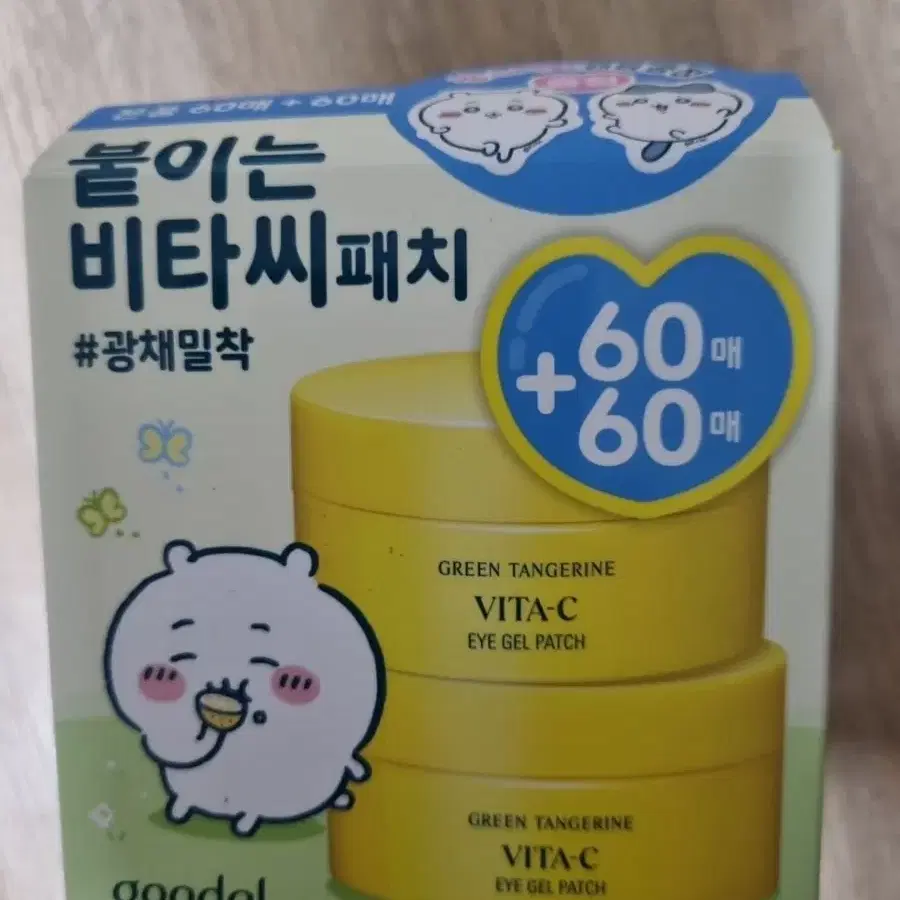 붙이는
비타씨패치
#광채밀착
+60매
60매
GREEN TANGERINE
VITA-C
EYE GEL PATCH
GREEN TANGERINE
VITA-C
EYE GEL PATCH
goodal